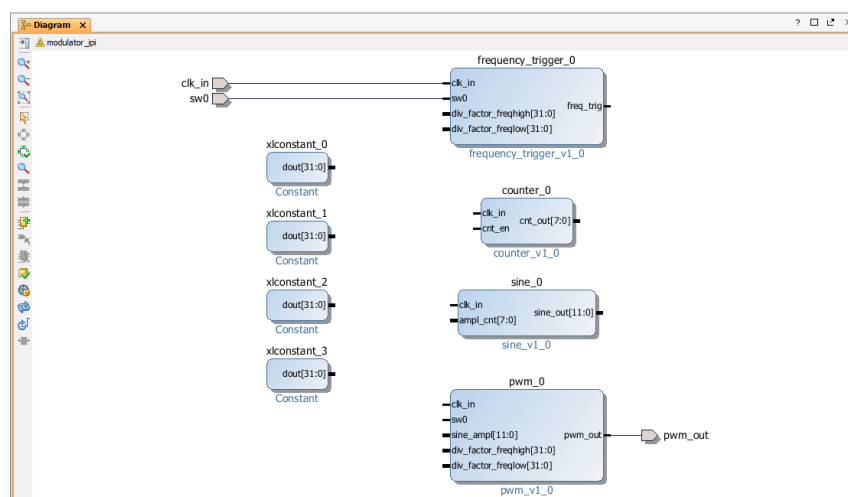 Diagram
modulator_ipi
clk_in
sw0
frequency_trigger_0
clk_in
sw0
div_factor_freqhigh[31:0]
div_factor_freqlow[31:0]
freq_trig
frequency_trigger_v1_0
xlconstant_0
dout[31:0]
Constant
xlconstant_1
dout[31:0]
Constant
xlconstant_2
dout[31:0]
Constant
xlconstant_3
dout[31:0]
Constant
counter_0
clk_in
cnt_en
cnt_out[7:0]
counter_v1_0
sine_0
clk_in
ampl_cnt[7:0]
sine_out[11:0]
sine_v1_0
pwm_0
clk_in
sw0
sine_ampl[11:0]
div_factor_freqhigh[31:0]
div_factor_freqlow[31:0]
pwm_out
pwm_v1_0
pwm_out